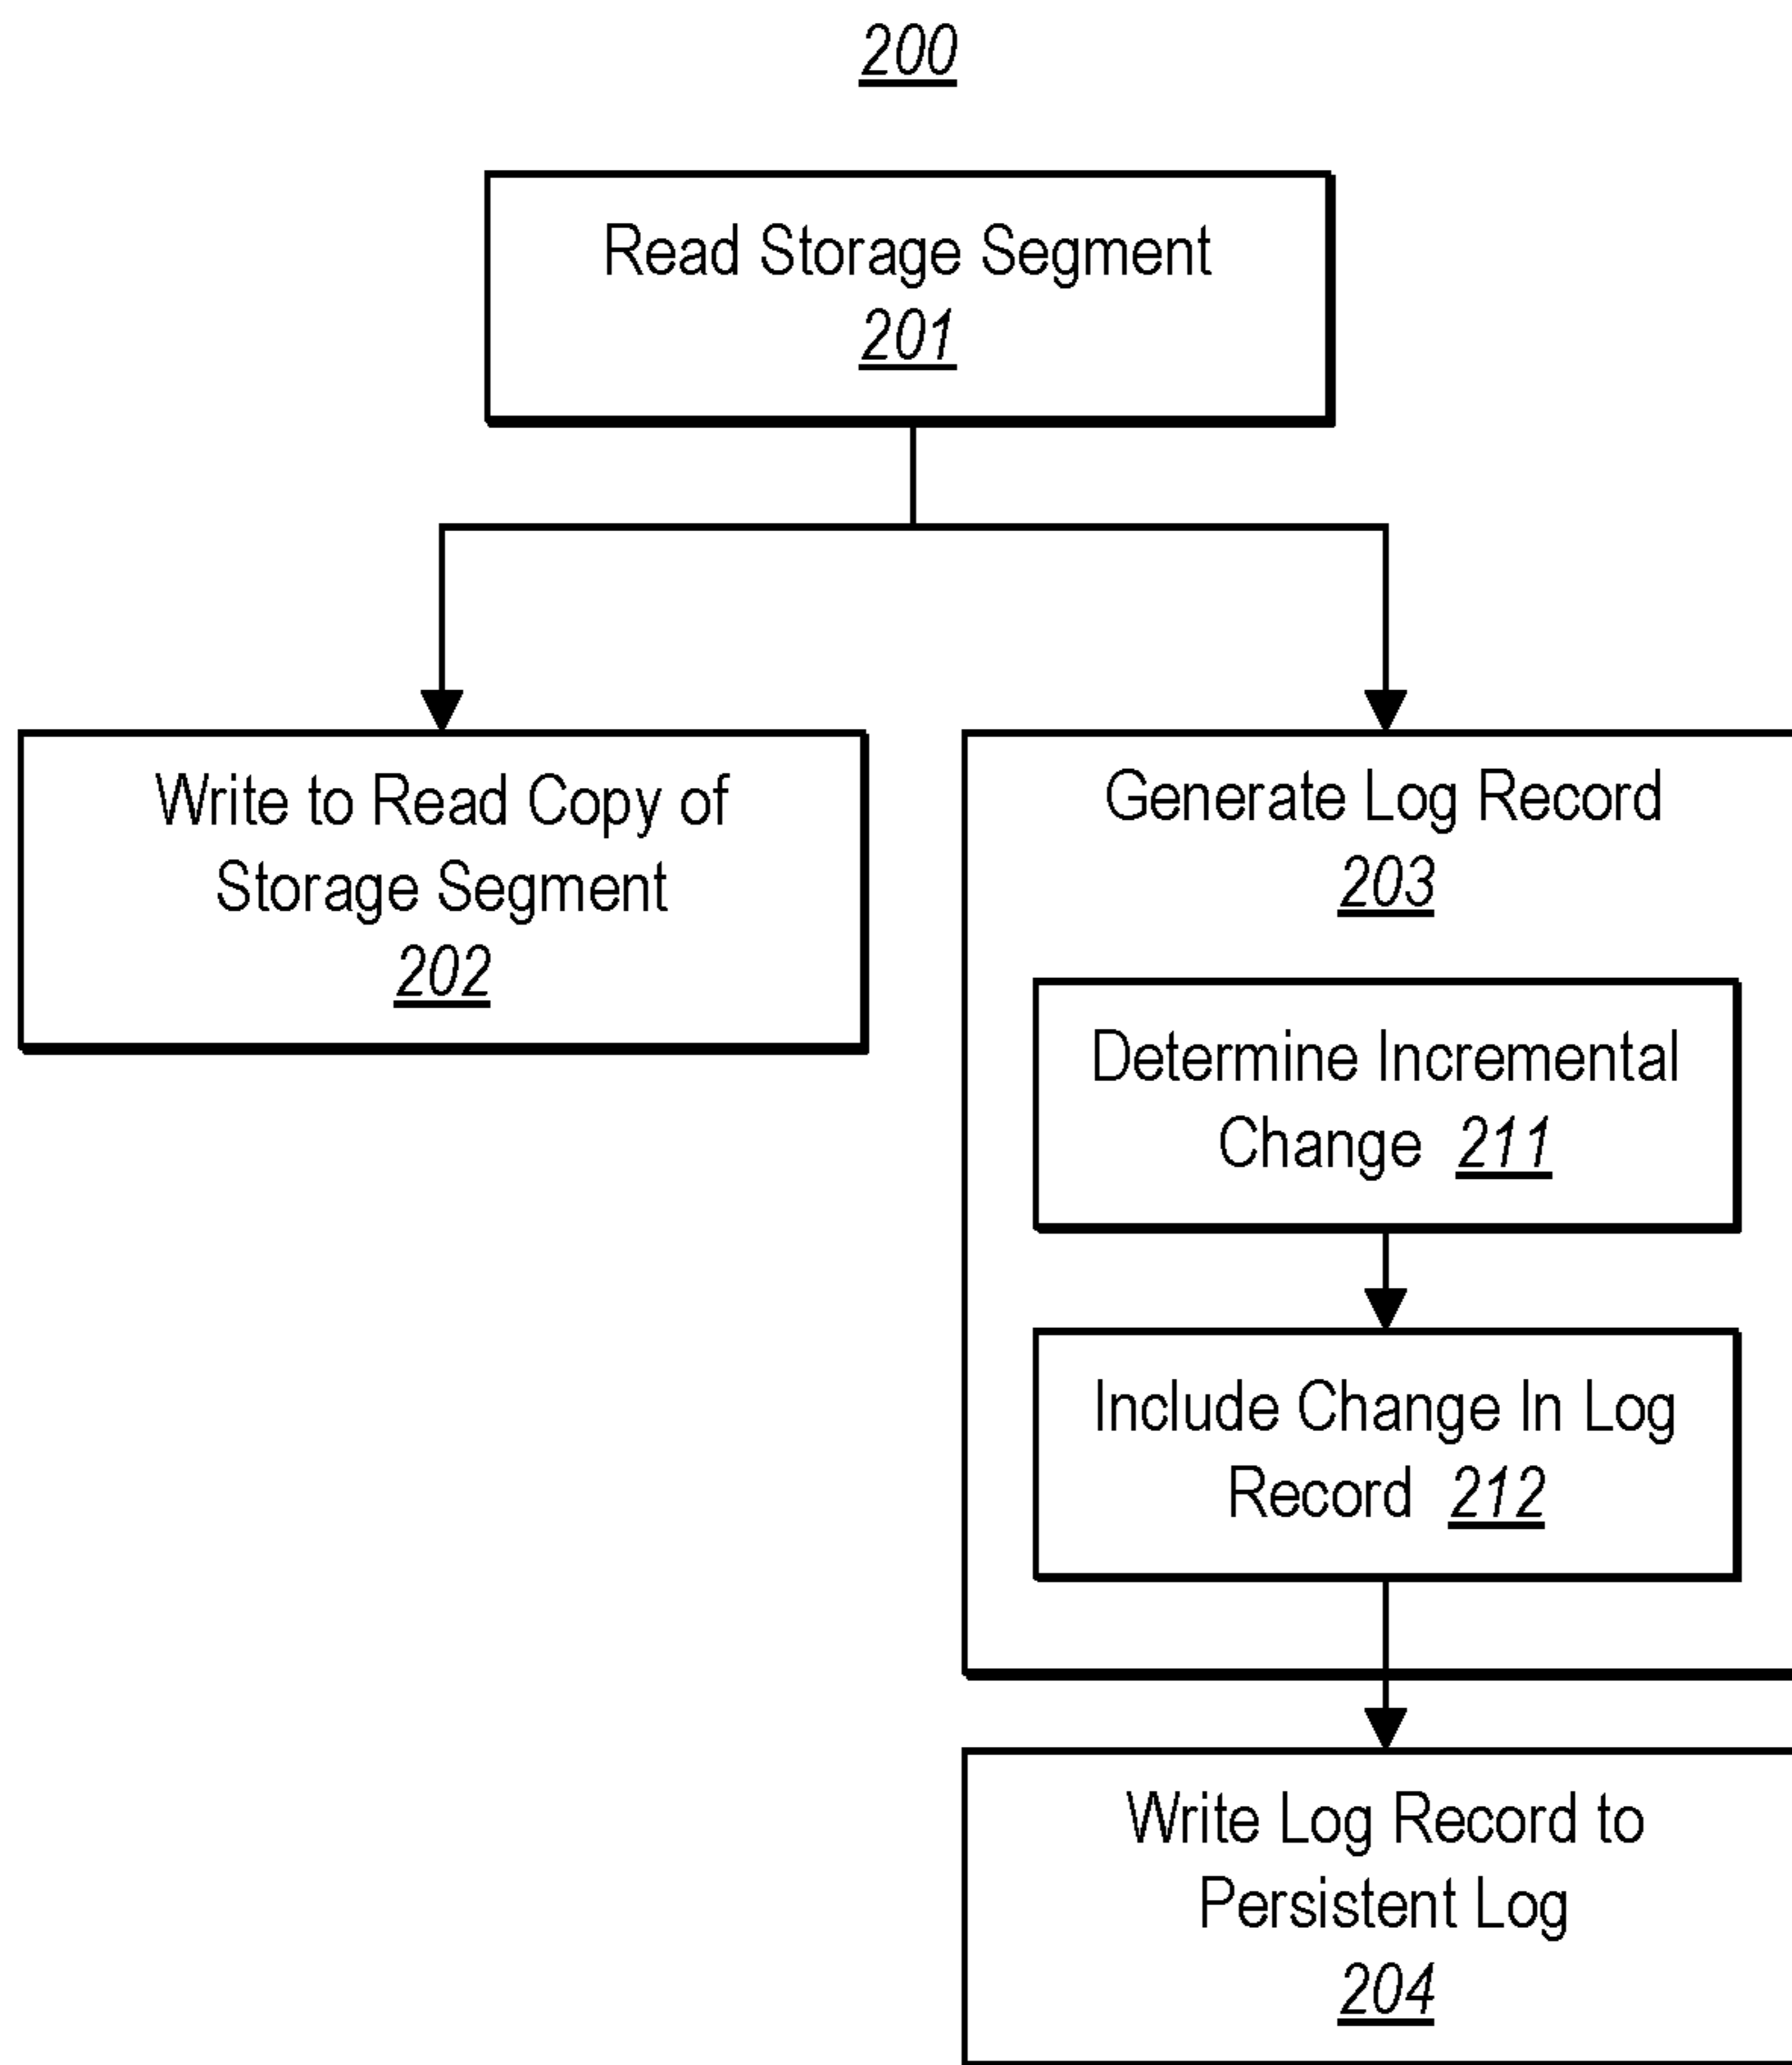 200
Read Storage Segment
201
Write to Read Copy of
Storage Segment
202
Generate Log Record
203
Determine Incremental
Change 211
Include Change In Log
Record 212
Write Log Record to
Persistent Log
204